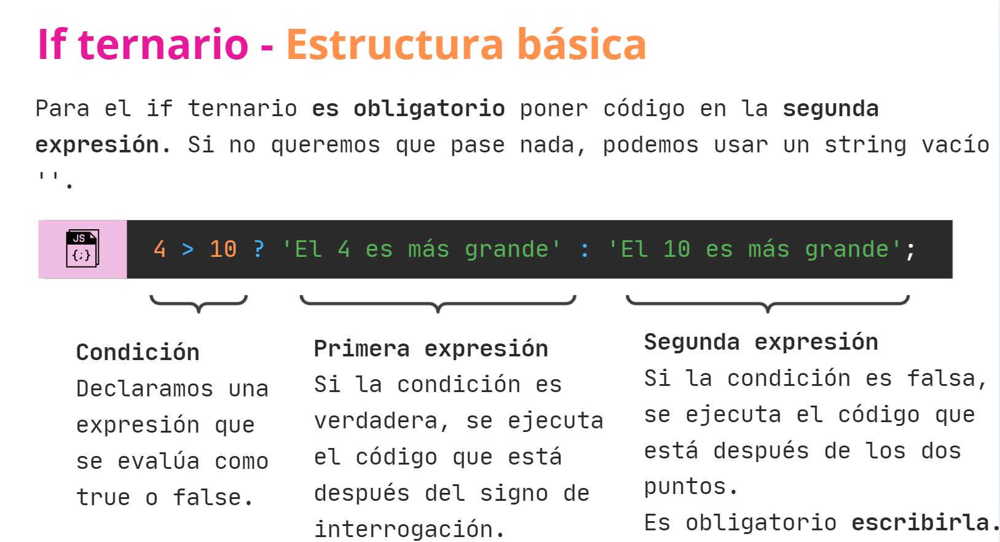 If ternario - Estructura básica
Para el if ternario es obligatorio poner código en la segunda
expresión. Si no queremos que pase nada, podemos usar un string vacío
''.
JS
{;}
4 > 10 ? 'El 4 es más grande' : 'El 10 es más grande';
Condición
Declaramos una
expresión que
se evalúa como
true o false.
Primera expresión
Si la condición es
verdadera, se ejecuta
el código que está
después del signo de
interrogación.
Segunda expresión
Si la condición es falsa,
se ejecuta el código que
está después de los dos
puntos.
Es obligatorio escribirla.